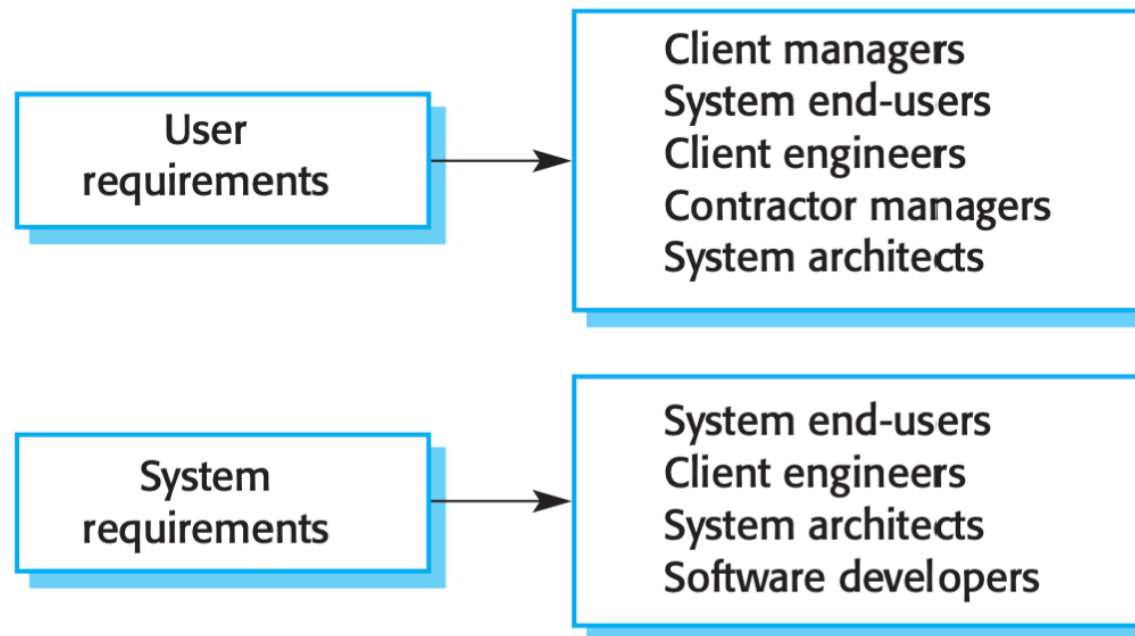 User
requirements
Client managers
System end-users
Client engineers
Contractor managers
System architects
System
requirements
System end-users
Client engineers
System architects
Software developers